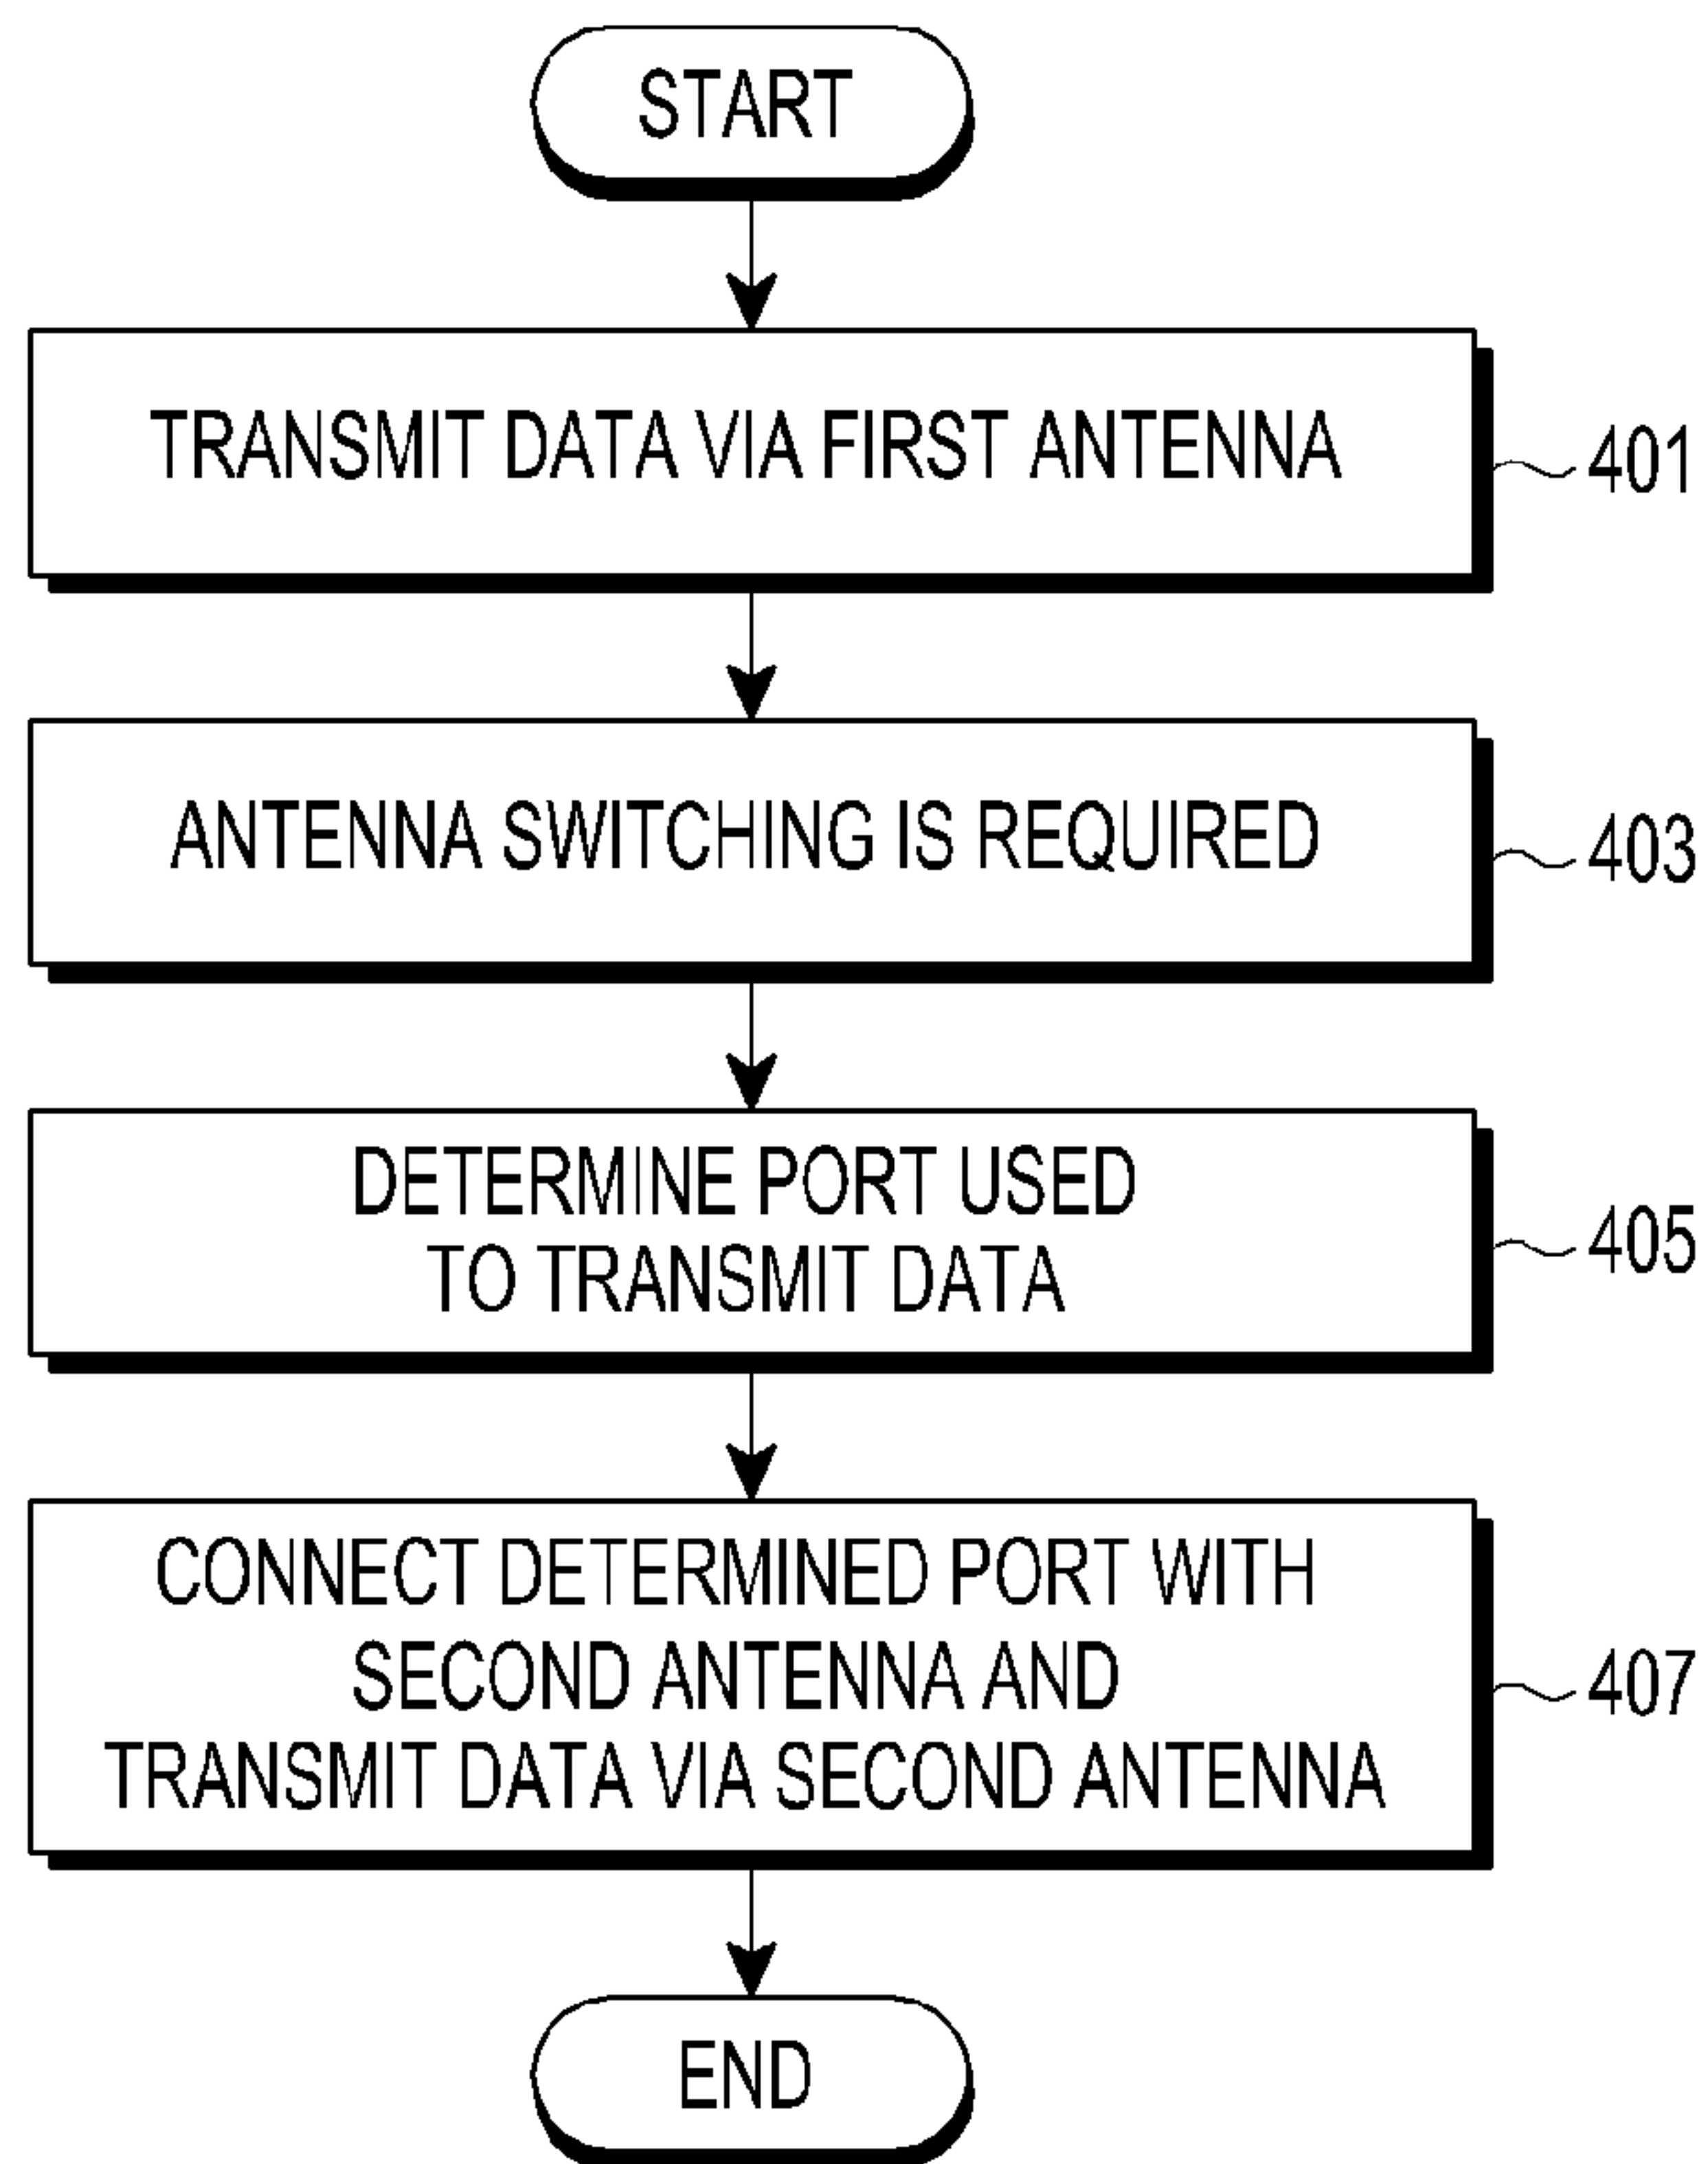 START
TRANSMIT DATA VIA FIRST ANTENNA
401
ANTENNA SWITCHING IS REQUIRED
403
DETERMINE PORT USED
TO TRANSMIT DATA
405
CONNECT DETERMINED PORT WITH
SECOND ANTENNA AND
TRANSMIT DATA VIA SECOND ANTENNA
407
END